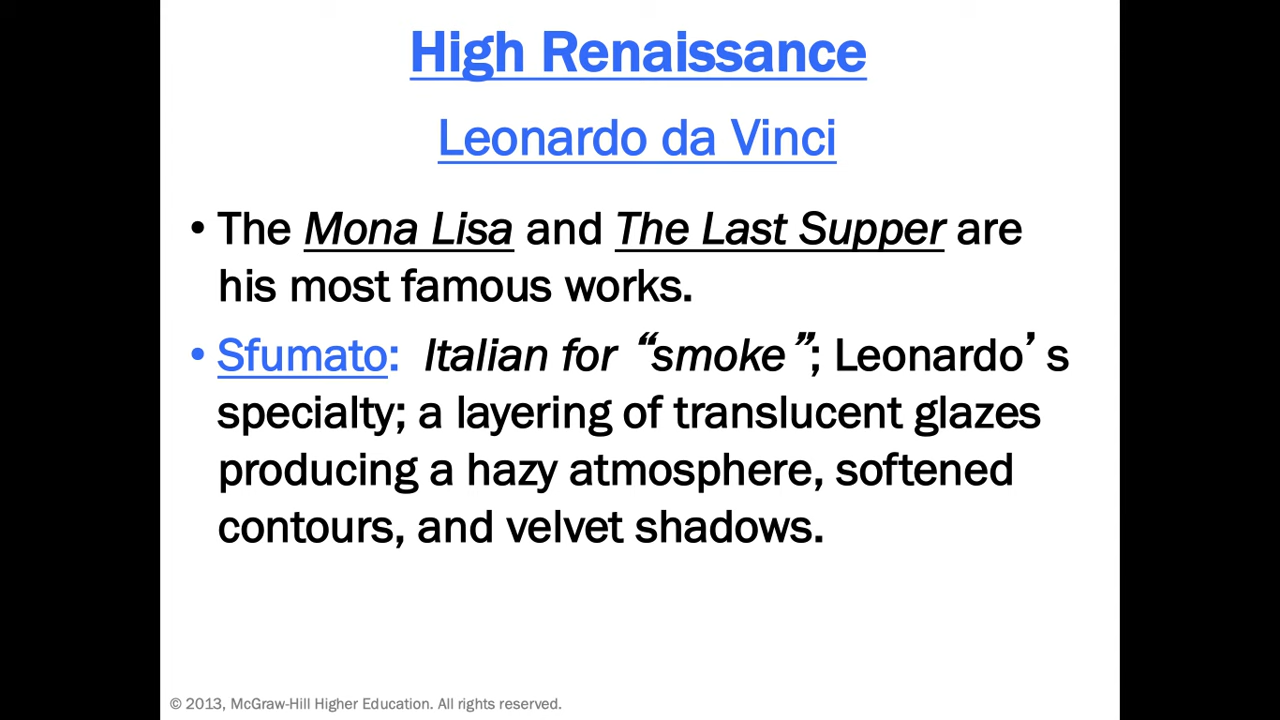 High Renaissance
Leonardo da Vinci
• The Mona Lisa and The Last Supper are
his most famous works.
• Sfumato: Italian for “smoke”; Leonardo’s
specialty; a layering of translucent glazes
producing a hazy atmosphere, softened
contours, and velvet shadows.
© 2013, McGraw-Hill Higher Education. All rights reserved.